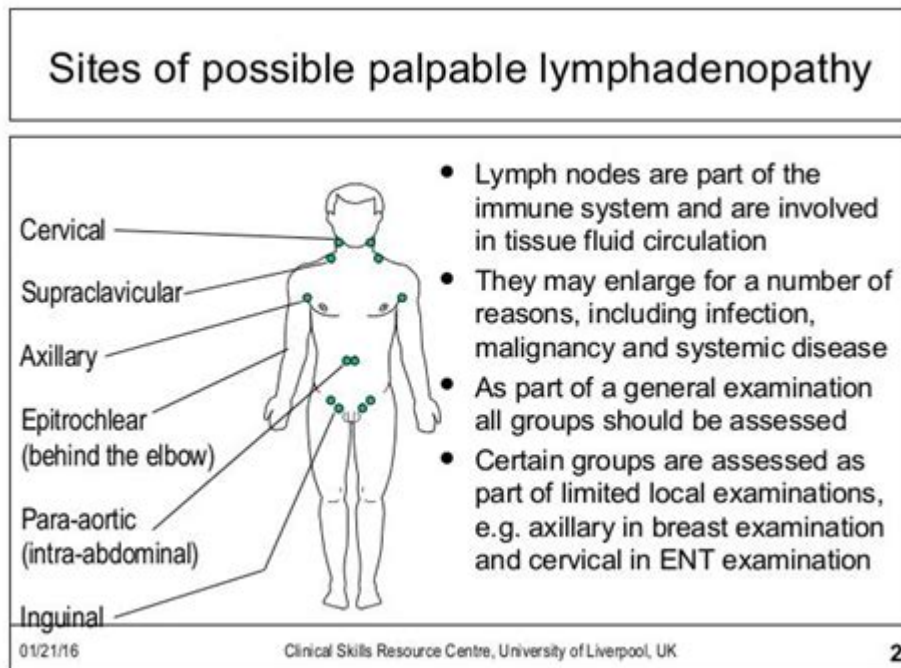 Sites of possible palpable lymphadenopathy
Cervical
Supraclavicular
Axillary
Epitrochlear
(behind the elbow)
Para-aortic
(intra-abdominal)
Inguinal
• Lymph nodes are part of the
immune system and are involved
in tissue fluid circulation
• They may enlarge for a number of
reasons, including infection,
malignancy and systemic disease
• As part of a general examination
all groups should be assessed
• Certain groups are assessed as
part of limited local examinations,
e.g. axillary in breast examination
and cervical in ENT examination
01/21/16
Clinical Skills Resource Centre, University of Liverpool, UK
2